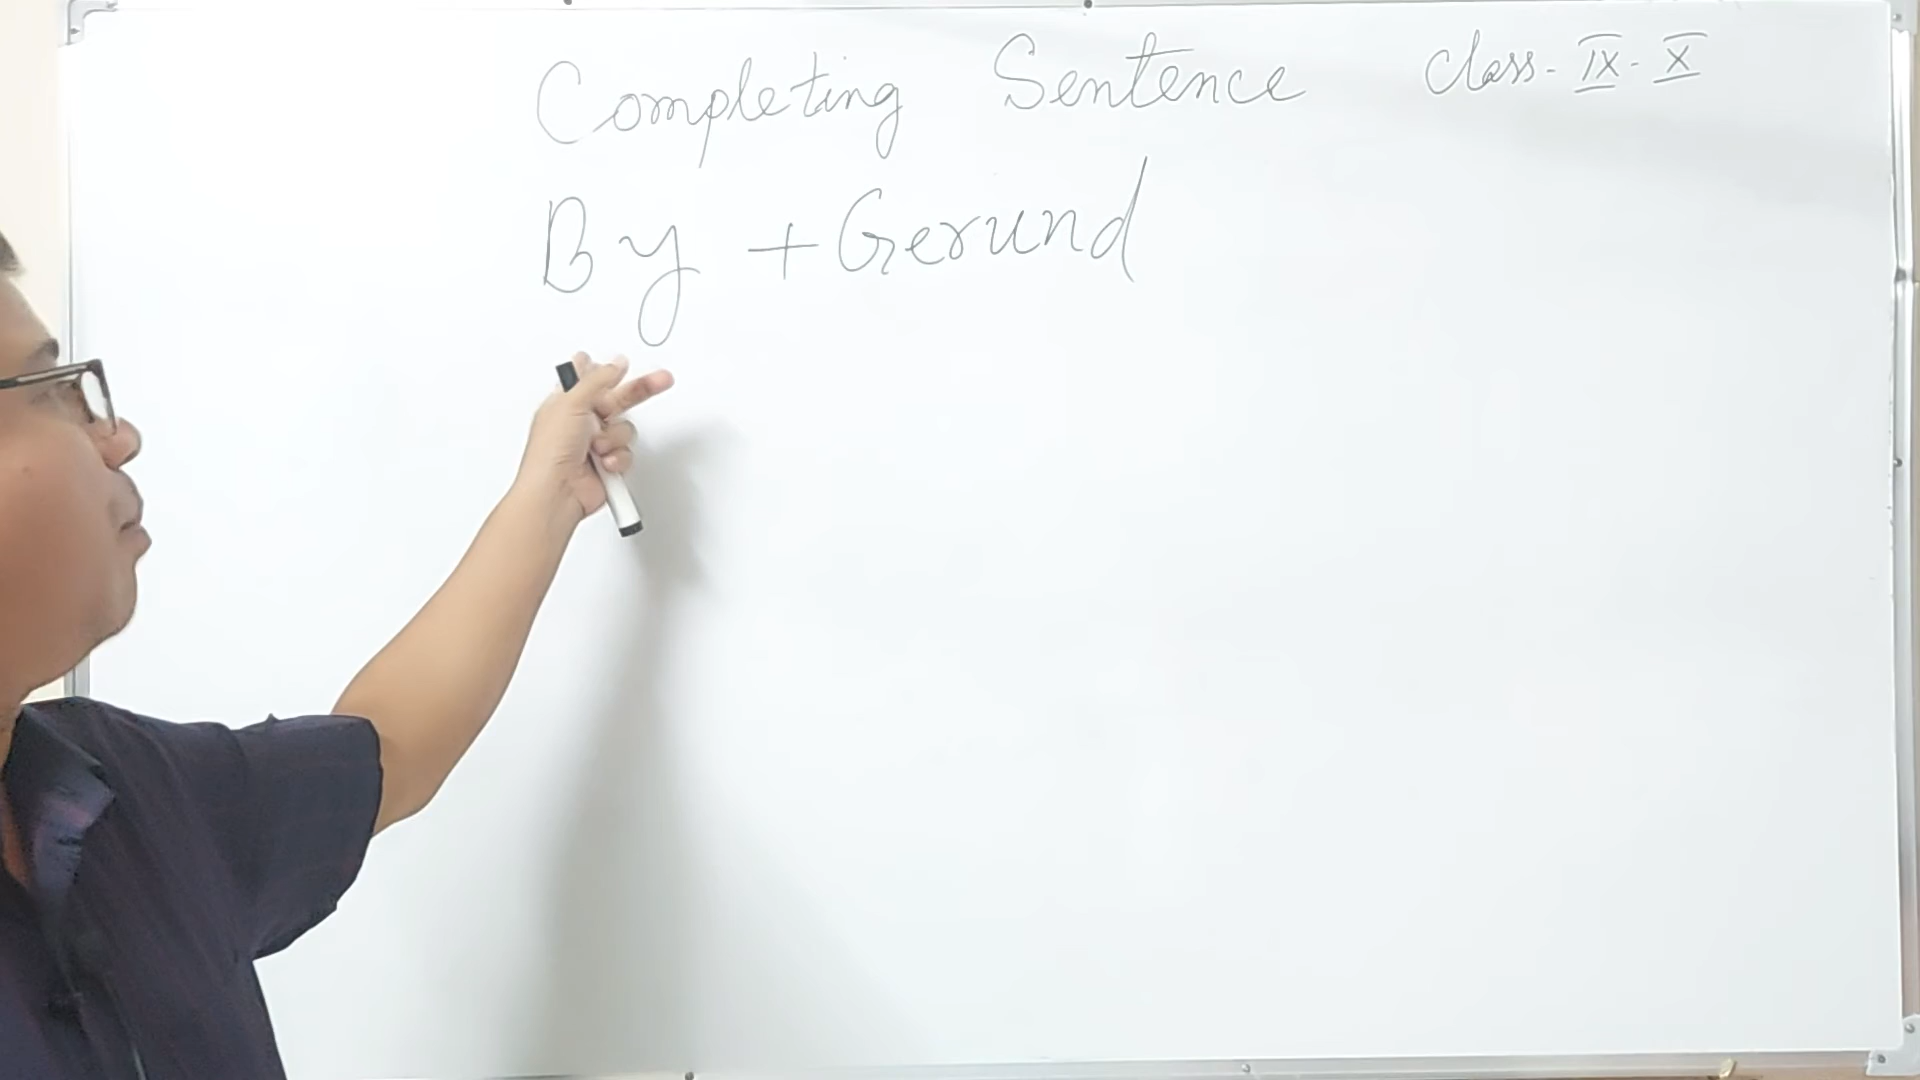 Completing Sentence Class - IX - X
By + Gerund